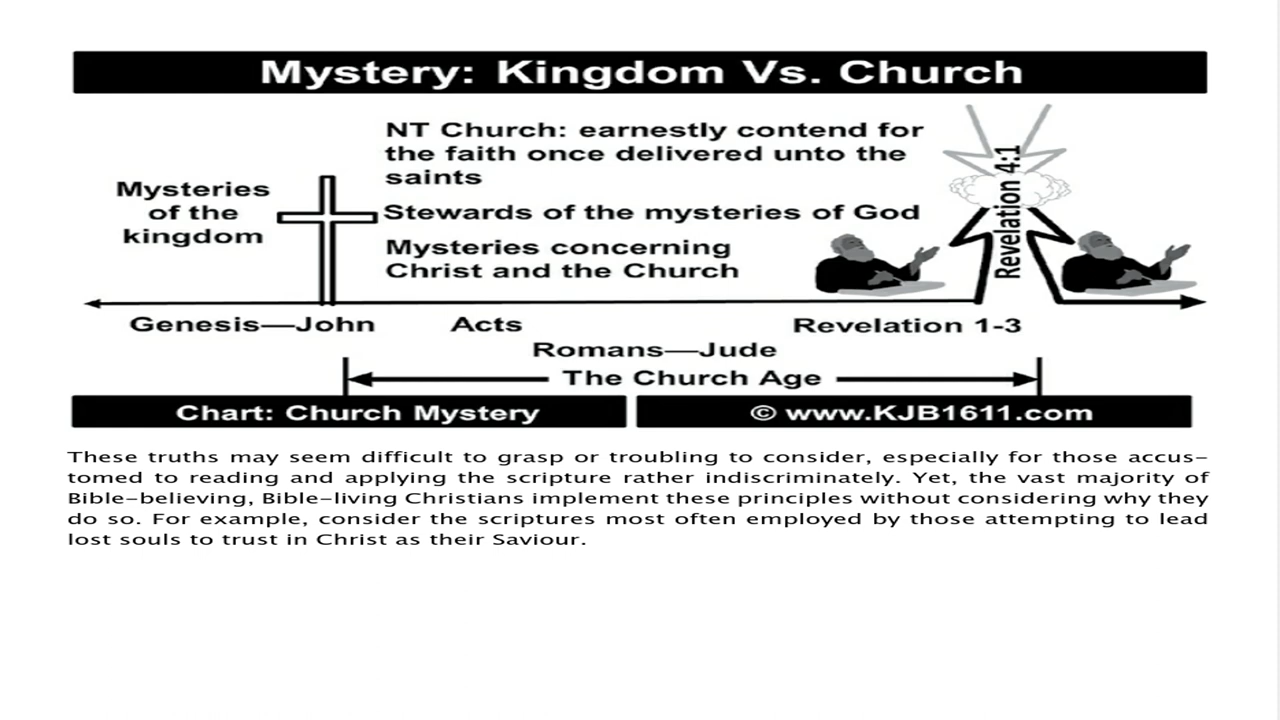 Mystery: Kingdom Vs. Church
NT Church: earnestly contend for
the faith once delivered unto the
saints
Mysteries
of the
kingdom
Stewards of the mysteries of God
Mysteries concerning
Christ and the Church
Revelation 4:1
Genesis—John
Acts
Revelation 1-3
Romans—Jude
The Church Age
Chart: Church Mystery
© www.KJB1611.com
These truths may seem difficult to grasp or troubling to consider, especially for those accus-
tomed to reading and applying the scripture rather indiscriminately. Yet, the vast majority of
Bible-believing, Bible-living Christians implement these principles without considering why they
do so. For example, consider the scriptures most often employed by those attempting to lead
lost souls to trust in Christ as their Saviour.